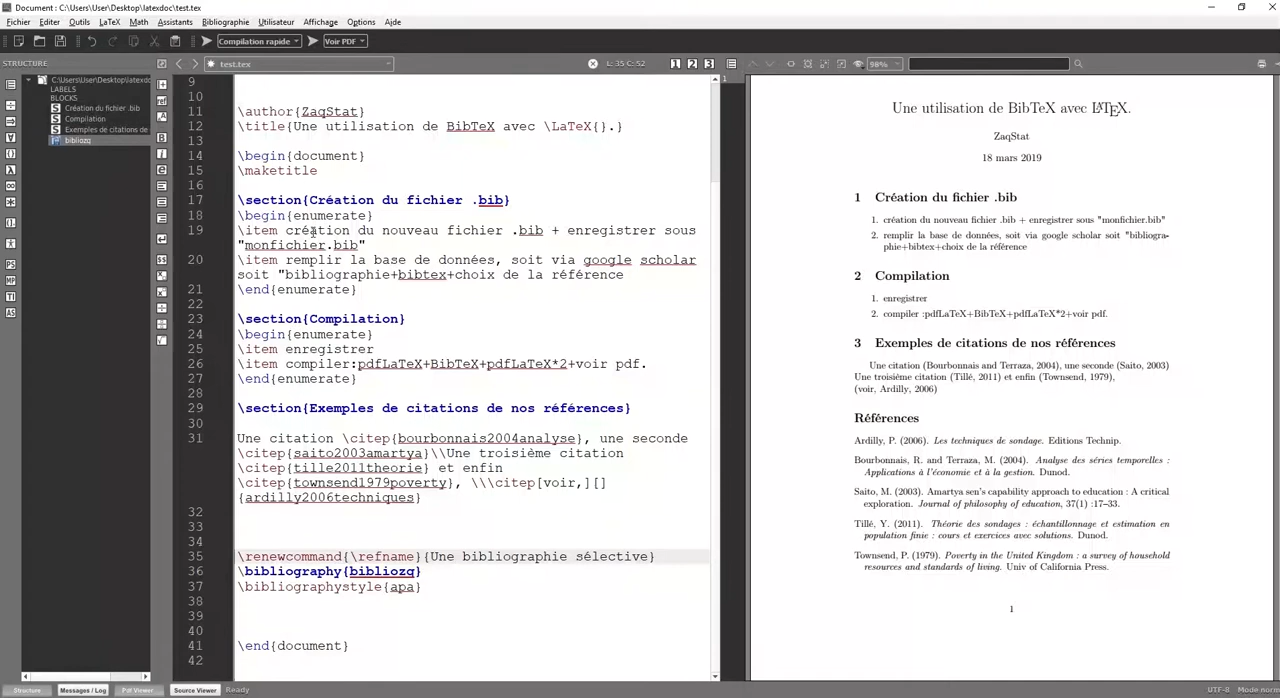 Document : C:\Users\User\Desktop\latexdoc\test.tex
Fichier Editer Outils LaTeX Math Assistants Bibliographie Utilisateur Affichage Options Aide
Compilation rapide Voir PDF
STRUCTURE test.tex L: 35 C: 52 1 2 3 98%
C:\Users\User\Desktop\latexdoc
LABELS
BLOCKS
Création du fichier .bib
Compilation
Exemples de citations de
bibliozq
9
10
11 \author{ZaqStat}
12 \title{Une utilisation de BibTeX avec \LaTeX{}.}
13
14 \begin{document}
15 \maketitle
16
17 \section{Création du fichier .bib}
18 \begin{enumerate}
19 \item création du nouveau fichier .bib + enregistrer sous
"monfichier.bib"
20 \item remplir la base de données, soit via google scholar
soit "bibliographie+bibtex+choix de la référence
21 \end{enumerate}
22
23 \section{Compilation}
24 \begin{enumerate}
25 \item enregistrer
26 \item compiler:pdfLaTeX+BibTeX+pdfLaTeX*2+voir pdf.
27 \end{enumerate}
28
29 \section{Exemples de citations de nos références}
30
31 Une citation \citep{bourbonnais2004analyse}, une seconde
\citep{saito2003amartya}\\Une troisième citation
\citep{tille2011theorie} et enfin
\citep{townsend1979poverty}, \\\citep[voir,][]
{ardilly2006techniques}
32
33
34
35 \renewcommand{\refname}{Une bibliographie sélective}
36 \bibliography{bibliozq}
37 \bibliographystyle{apa}
38
39
40
41 \end{document}
42
1
Une utilisation de BibTeX avec LATEX.
ZaqStat
18 mars 2019
1 Création du fichier .bib
1. création du nouveau fichier .bib + enregistrer sous "monfichier.bib"
2. remplir la base de données, soit via google scholar soit "bibliogra-
phie+bibtex+choix de la référence
2 Compilation
1. enregistrer
2. compiler :pdfLaTeX+BibTeX+pdfLaTeX*2+voir pdf.
3 Exemples de citations de nos références
Une citation (Bourbonnais and Terraza, 2004), une seconde (Saito, 2003)
Une troisième citation (Tillé, 2011) et enfin (Townsend, 1979),
(voir, Ardilly, 2006)
Références
Ardilly, P. (2006). Les techniques de sondage. Editions Technip.
Bourbonnais, R. and Terraza, M. (2004). Analyse des séries temporelles :
Applications à l'économie et à la gestion. Dunod.
Saito, M. (2003). Amartya sen's capability approach to education : A critical
exploration. Journal of philosophy of education, 37(1) :17–33.
Tillé, Y. (2011). Théorie des sondages : échantillonnage et estimation en
population finie : cours et exercices avec solutions. Dunod.
Townsend, P. (1979). Poverty in the United Kingdom : a survey of household
resources and standards of living. Univ of California Press.
1
Structure Messages / Log Pdf Viewer Source Viewer Ready UTF-8 Mode norm